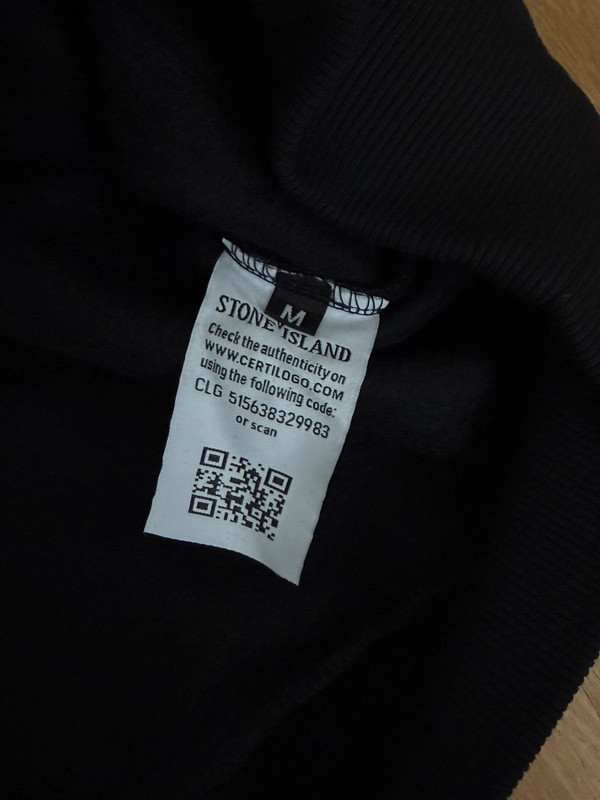 M
STONE ISLAND
Check the authenticity on
WWW.CERTILOGO.COM
using the following code:
CLG 515638329983
or scan